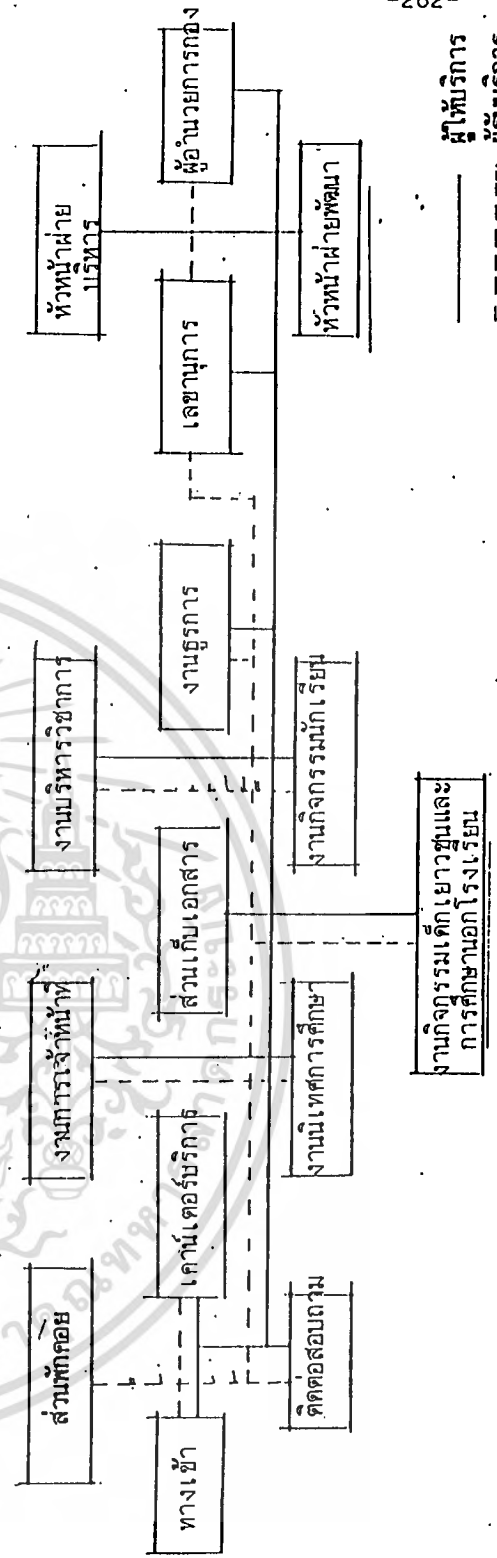 -202-
ส่วนพักคอย
งานการเจ้าหน้าที่
งานบริหารวิชาการ
หัวหน้าฝ่าย
บริหาร
ทางเข้า
เคาน์เตอร์บริการ
ส่วนเก็บเอกสาร
งานธุรการ
เลขานุการ
ผู้อำนวยการกอง
ติดต่อสอบถาม
งานนิเทศการศึกษา
งานกิจกรรมนักเรียน
หัวหน้าฝ่ายพัฒนา
งานกิจกรรมเด็กเยาวชนและ
การศึกษานอกโรงเรียน
ผู้ให้บริการ